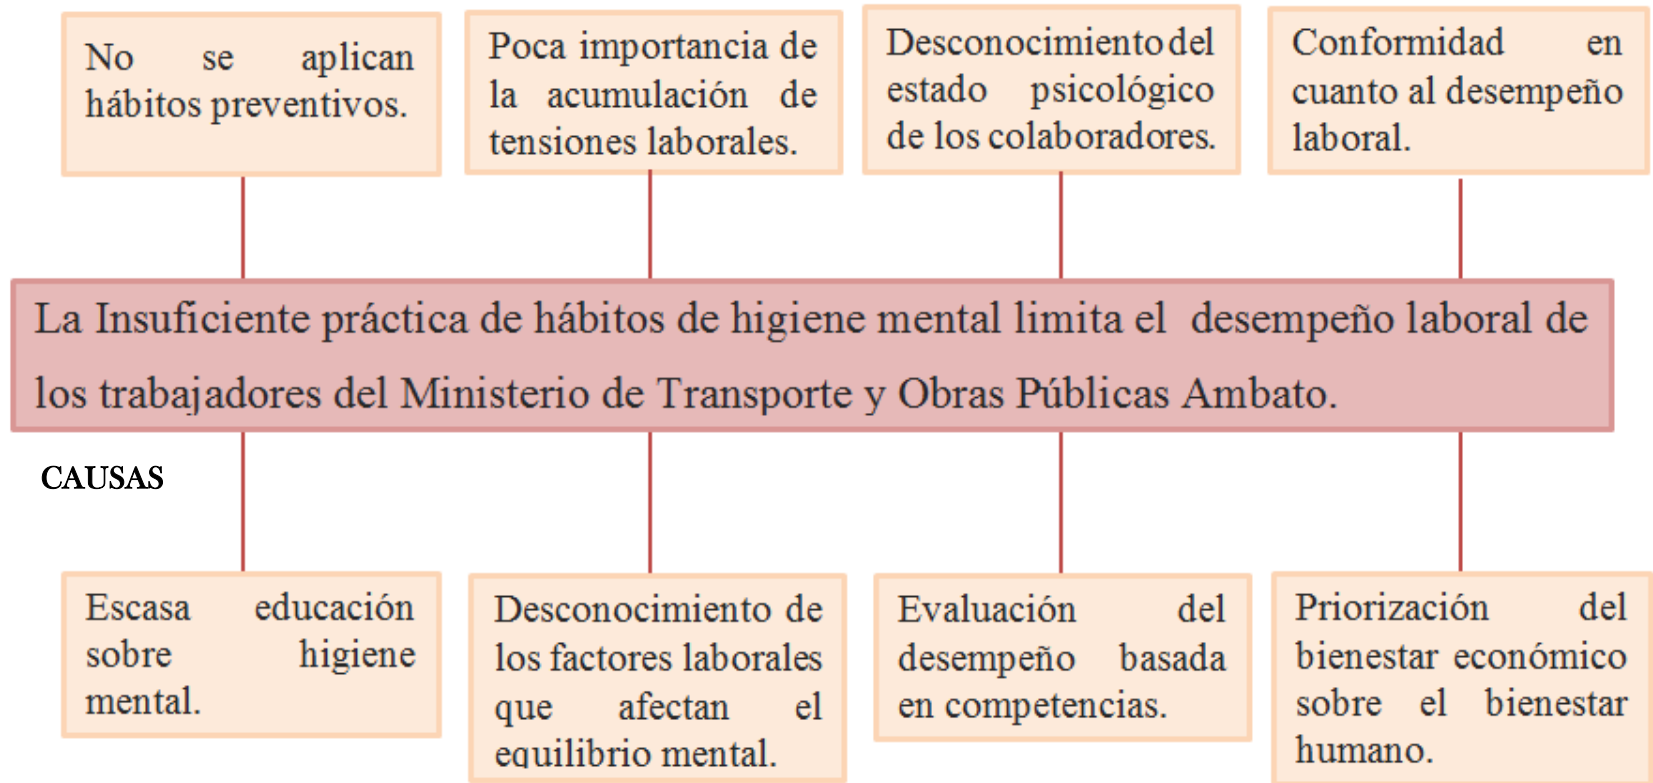 No se aplican
hábitos preventivos.
Poca importancia de
la acumulación de
tensiones laborales.
Desconocimiento del
estado psicológico
de los colaboradores.
Conformidad en
cuanto al desempeño
laboral.
La Insuficiente práctica de hábitos de higiene mental limita el desempeño laboral de
los trabajadores del Ministerio de Transporte y Obras Públicas Ambato.
CAUSAS
Escasa educación
sobre higiene
mental.
Desconocimiento de
los factores laborales
que afectan el
equilibrio mental.
Evaluación del
desempeño basada
en competencias.
Priorización del
bienestar económico
sobre el bienestar
humano.